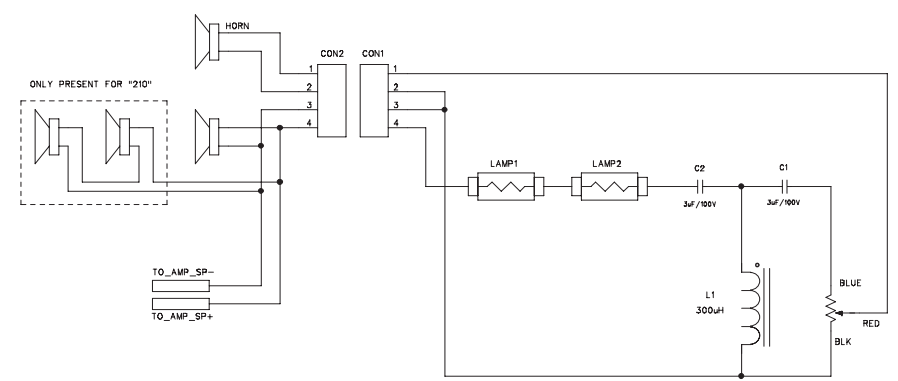 HORN
CON2
CON1
ONLY PRESENT FOR "210"
1
2
3
4
1
2
3
4
LAMP1
LAMP2
C2
C1
3uF/100V
3uF/100V
TO_AMP_SP-
TO_AMP_SP+
L1
300uH
BLUE
RED
BLK